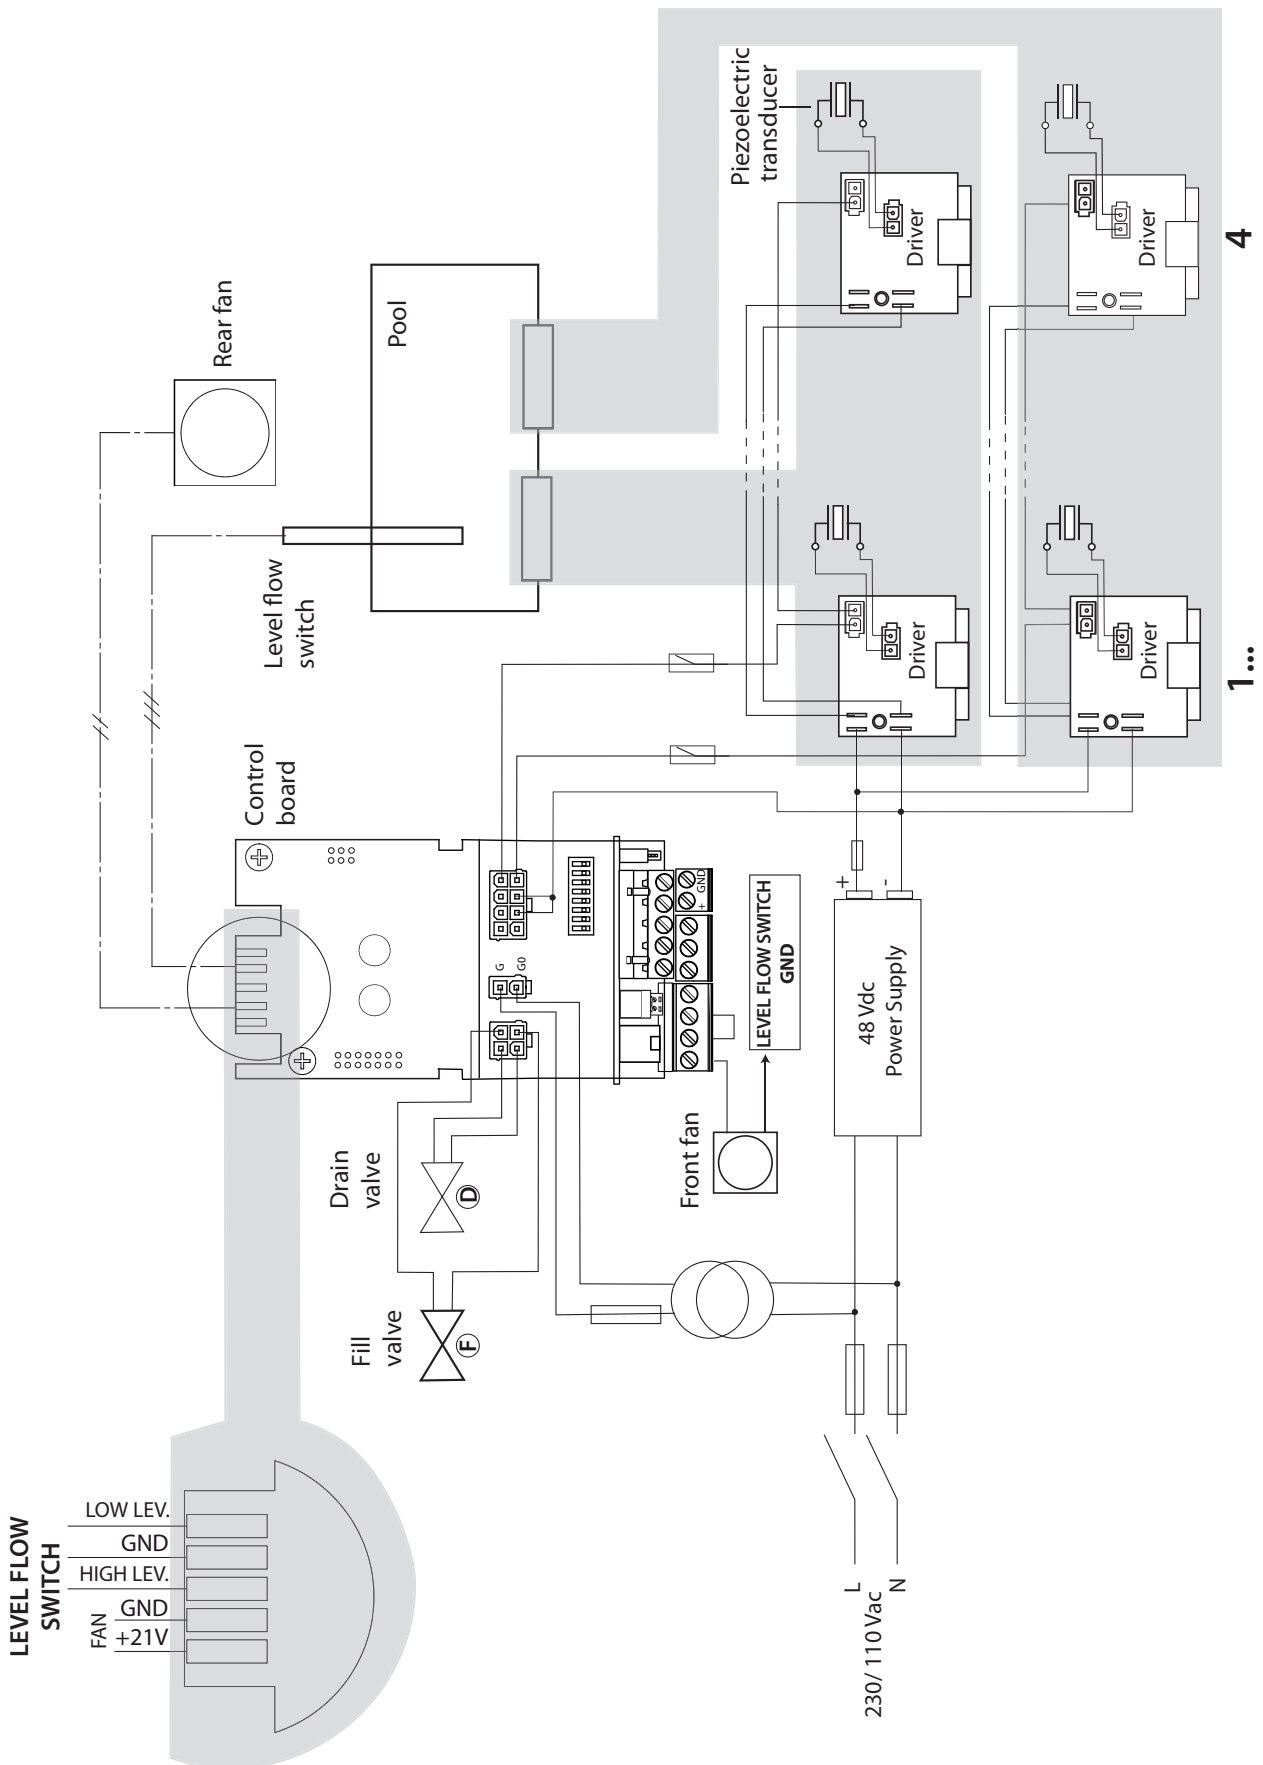 LEVEL FLOW
SWITCH
LOW LEV.
GND
HIGH LEV.
GND
+21V
FAN
Rear fan
Level flow
switch
Pool
Control
board
G
G0
+
GND
Drain
valve
D
Fill
valve
F
Front fan
LEVEL FLOW SWITCH
GND
+
-
48 Vdc
Power Supply
L
N
230/ 110 Vac
Piezoelectric
transducer
Driver
Driver
Driver
Driver
1...
4